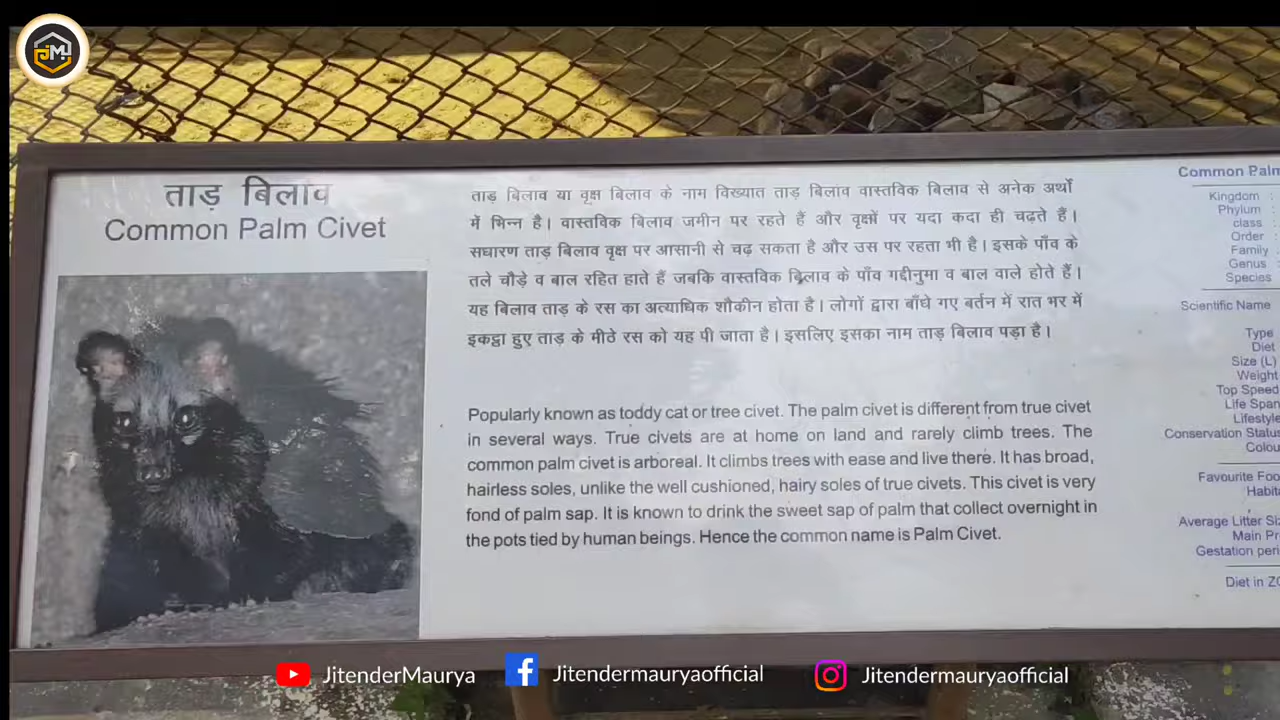 JM
ताड़ बिलाव
Common Palm Civet
ताड़ बिलाव या वृक्ष बिलाव के नाम विख्यात ताड़ बिलाव वास्तविक बिलाव से अनेक अर्थों
में भिन्न है। वास्तविक बिलाव जमीन पर रहते हैं और वृक्षों पर यदा कदा ही चढ़ते हैं।
सधारण ताड़ बिलाव वृक्ष पर आसानी से चढ़ सकता है और उस पर रहता भी है। इसके पाँव के
तले चौड़े व बाल रहित हाते हैं जबकि वास्तविक बिलाव के पाँव गद्दीनुमा व बाल वाले होते हैं।
यह बिलाव ताड़ के रस का अत्याधिक शौकीन होता है। लोगों द्वारा बाँधे गए बर्तन में रात भर में
इकट्ठा हुए ताड़ के मीठे रस को यह पी जाता है। इसलिए इसका नाम ताड़ बिलाव पड़ा है।
Popularly known as toddy cat or tree civet. The palm civet is different from true civet
in several ways. True civets are at home on land and rarely climb trees. The
common palm civet is arboreal. It climbs trees with ease and live there. It has broad,
hairless soles, unlike the well cushioned, hairy soles of true civets. This civet is very
fond of palm sap. It is known to drink the sweet sap of palm that collect overnight in
the pots tied by human beings. Hence the common name is Palm Civet.
Common Palm
Kingdom :
Phylum :
class :
Order :
Family :
Genus :
Species
Scientific Name
Type
Diet
Size (L)
Weight
Top Speed
Life Span
Lifestyle
Conservation Status
Colou
Favourite Foo
Habit
Average Litter Si
Main Pr
Gestation peri
Diet in ZO
JitenderMaurya
Jitendermauryaofficial
Jitendermauryaofficial